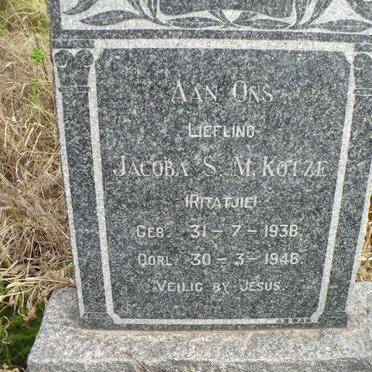 AAN ONS
LIEFLING
JACOBA S. M. KOTZE
(RITATJIE)
GEB. 31-7-1938.
OORL. 30-3-1948.
VEILIG BY JESUS.